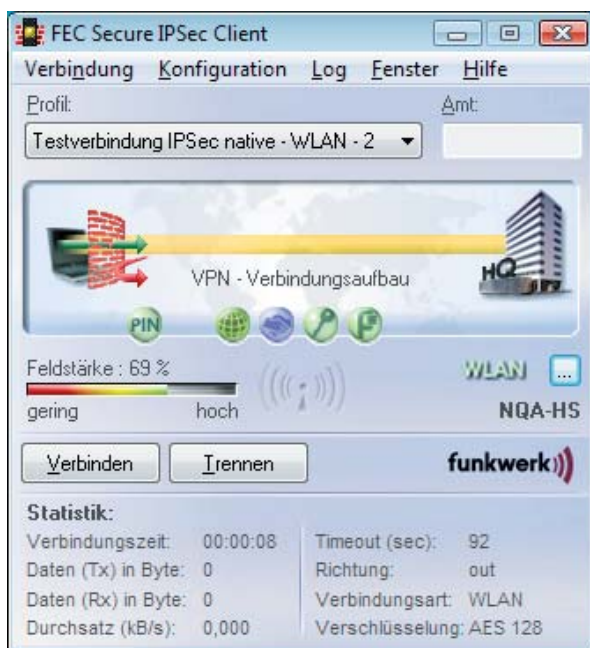 FEC Secure IPSec Client
Verbindung Konfiguration Log Fenster Hilfe
Profil: Amt:
Testverbindung IPSec native - WLAN - 2
HQ
VPN - Verbindungsaufbau
PIN
Feldstärke : 69 % WLAN ...
gering hoch NQA-HS
Verbinden Trennen funkwerk
Statistik:
Verbindungszeit: 00:00:08 Timeout (sec): 92
Daten (Tx) in Byte: 0 Richtung: out
Daten (Rx) in Byte: 0 Verbindungsart: WLAN
Durchsatz (kB/s): 0,000 Verschlüsselung: AES 128